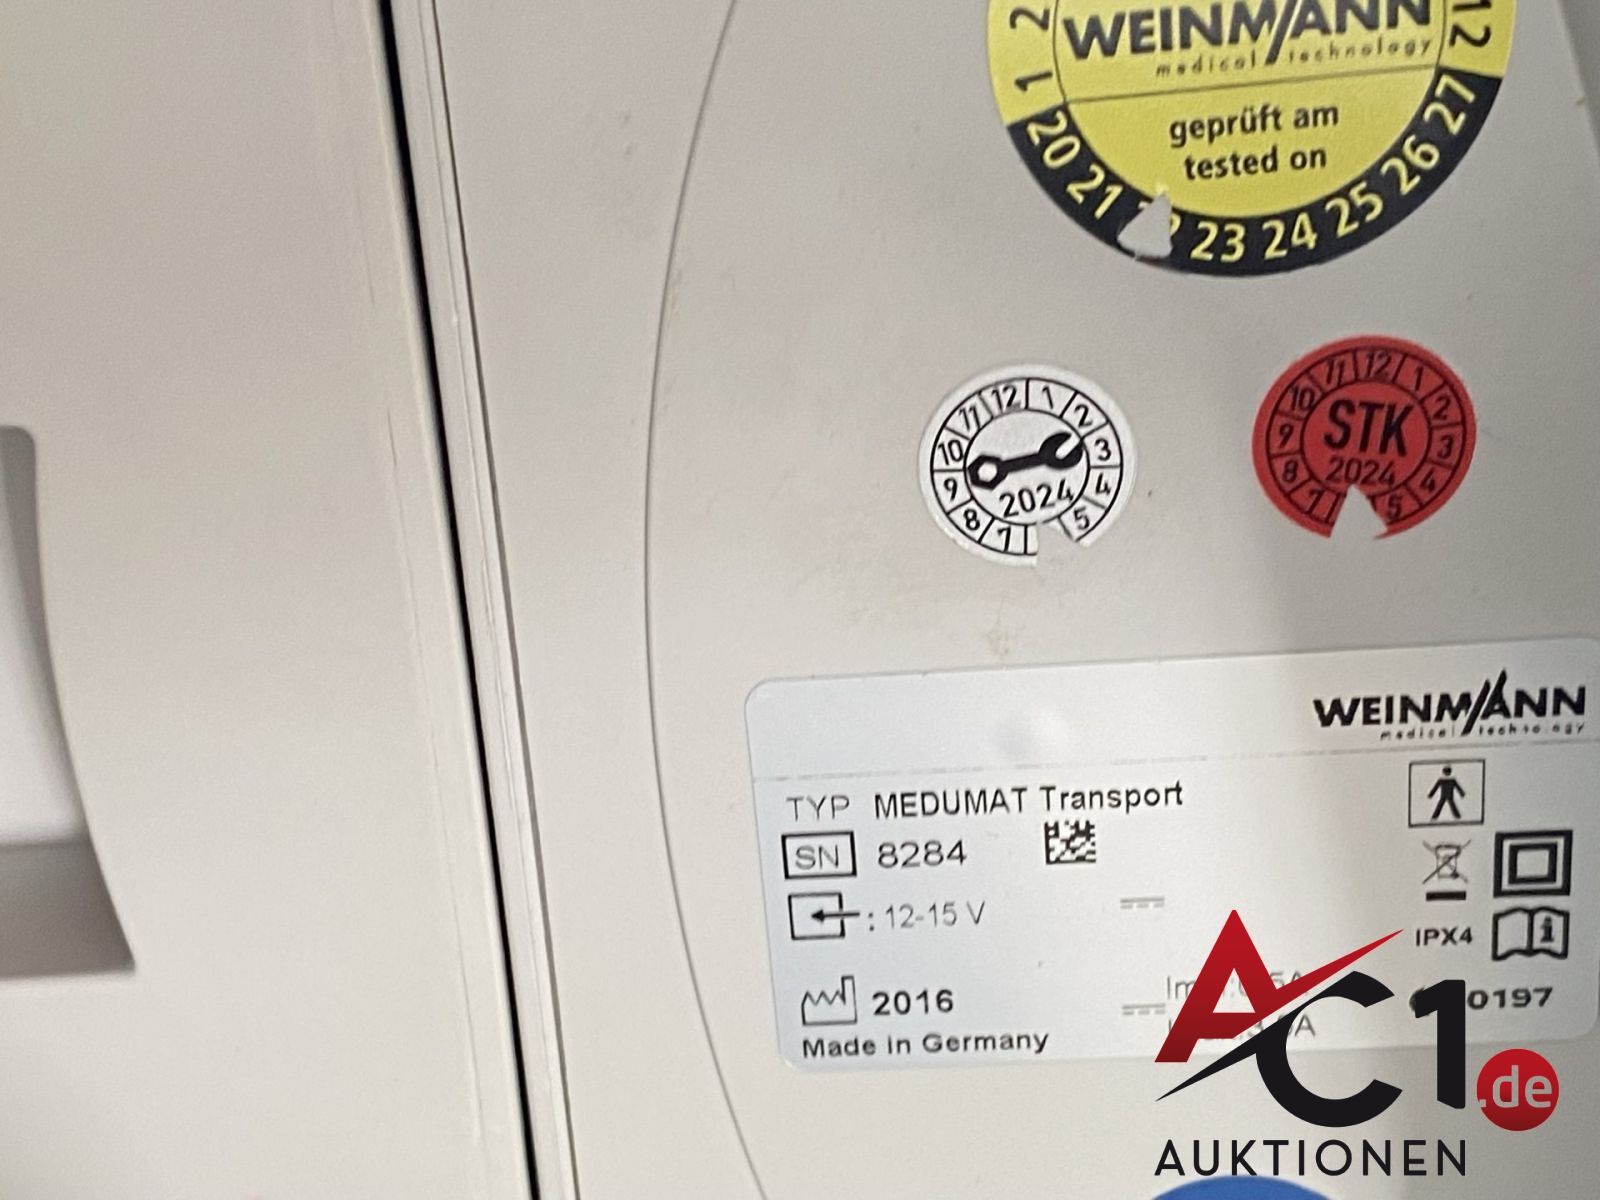 1 2
WEINMANN
medical technology
12
geprüft am
tested on
20 21 23 24 25 26 27
12 1 2 3 4 5 7 8 9 10 11
2024
12 1 2 3 4 5 7 8 9 10 11
STK
2024
WEINMANN
medical technology
TYP MEDUMAT Transport
SN 8284
: 12-15 V
IPX4
2016
0197
Made in Germany
AC1.de
AUKTIONEN